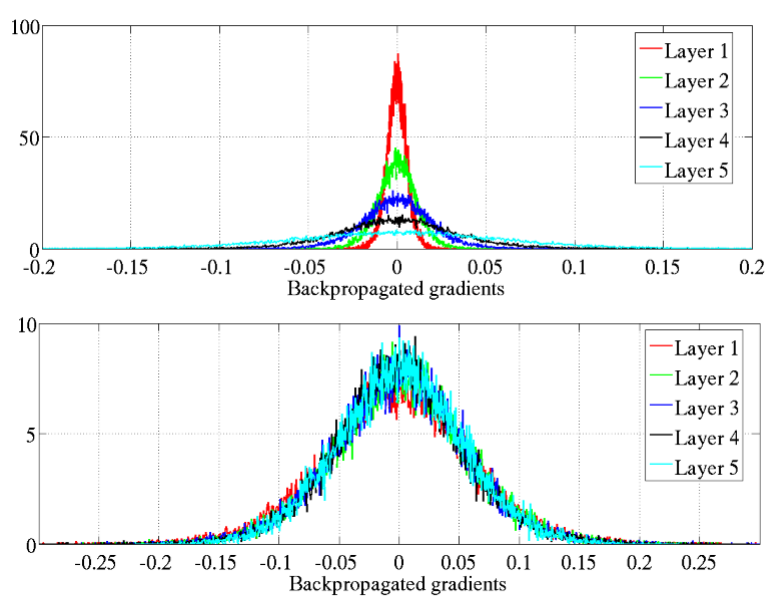 100
50
0
-0.2 -0.15 -0.1 -0.05 0 0.05 0.1 0.15 0.2
Backpropagated gradients
Layer 1
Layer 2
Layer 3
Layer 4
Layer 5
10
5
0
-0.25 -0.2 -0.15 -0.1 -0.05 0 0.05 0.1 0.15 0.2 0.25
Backpropagated gradients
Layer 1
Layer 2
Layer 3
Layer 4
Layer 5